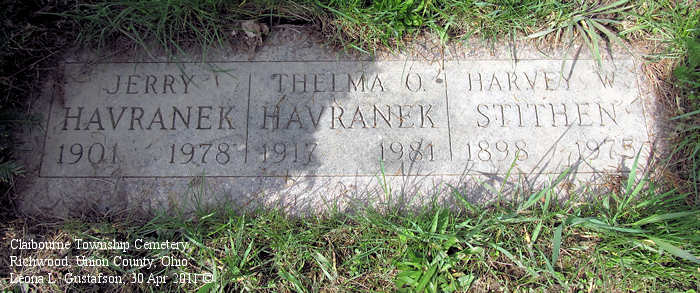 JERRY
HAVRANEK
1901 1978
THELMA O.
HAVRANEK
1917 1981
HARVEY W.
STITHEN
1898 1975
Claibourne Township Cemetery
Richwood, Union County, Ohio
Leona L. Gustafson, 30 Apr 2011 ©